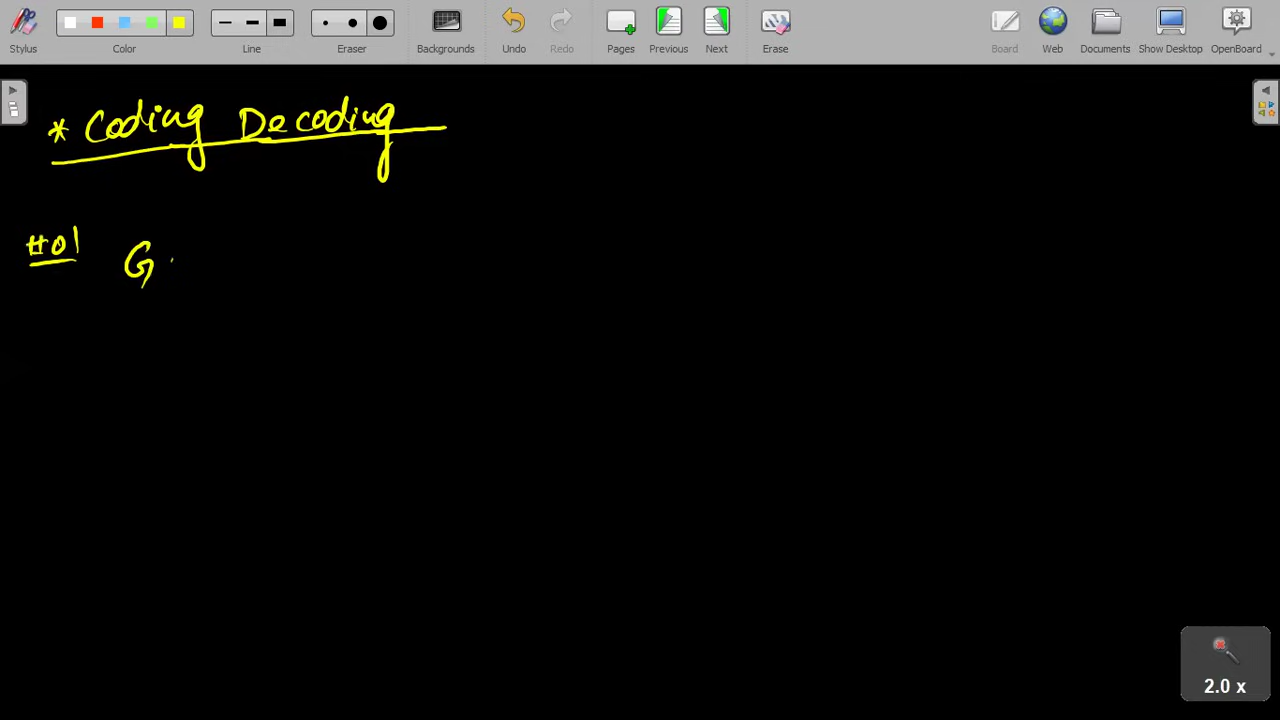 Stylus Color Line Eraser Backgrounds Undo Redo Pages Previous Next Erase Board Web Documents Show Desktop OpenBoard
* Coding Decoding
#01 G
2.0 x